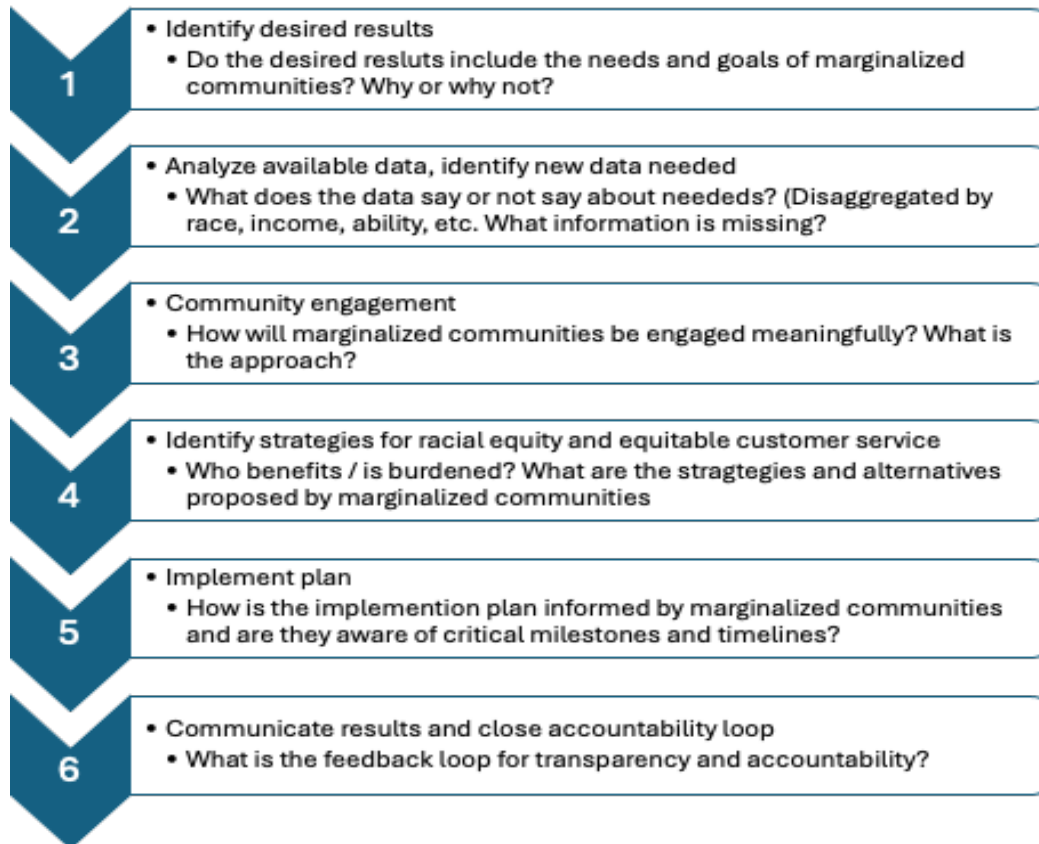 1
• Identify desired results
• Do the desired resluts include the needs and goals of marginalized
communities? Why or why not?
2
• Analyze available data, identify new data needed
• What does the data say or not say about neededs? (Disaggregated by
race, income, ability, etc. What information is missing?
3
• Community engagement
• How will marginalized communities be engaged meaningfully? What is
the approach?
4
• Identify strategies for racial equity and equitable customer service
• Who benefits / is burdened? What are the stragtegies and alternatives
proposed by marginalized communities
5
• Implement plan
• How is the implemention plan informed by marginalized communities
and are they aware of critical milestones and timelines?
6
• Communicate results and close accountability loop
• What is the feedback loop for transparency and accountability?